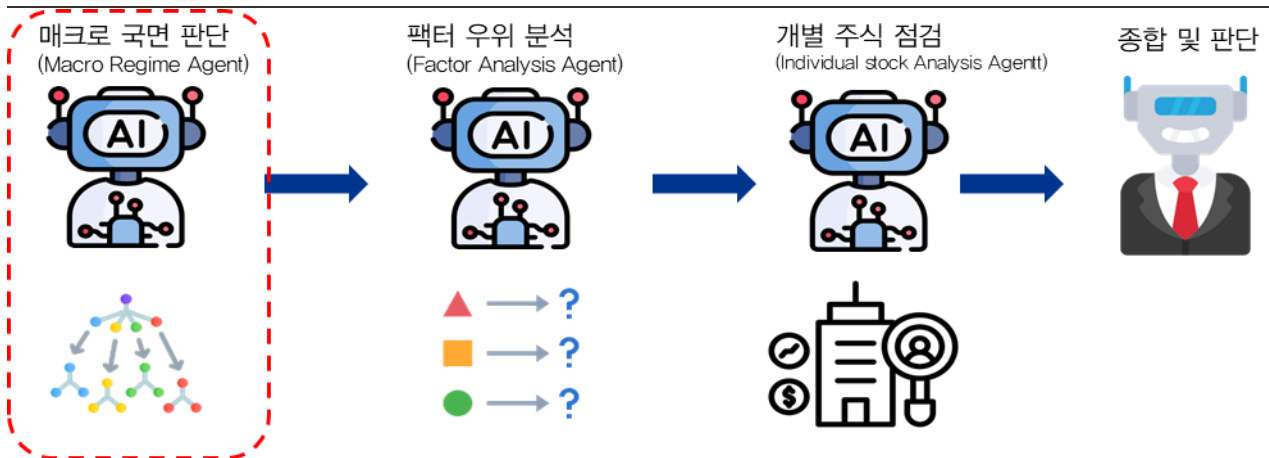 매크로 국면 판단
(Macro Regime Agent)
AI
팩터 우위 분석
(Factor Analysis Agent)
AI
?
?
?
개별 주식 점검
(Individual stock Analysis Agentt)
AI
$
종합 및 판단